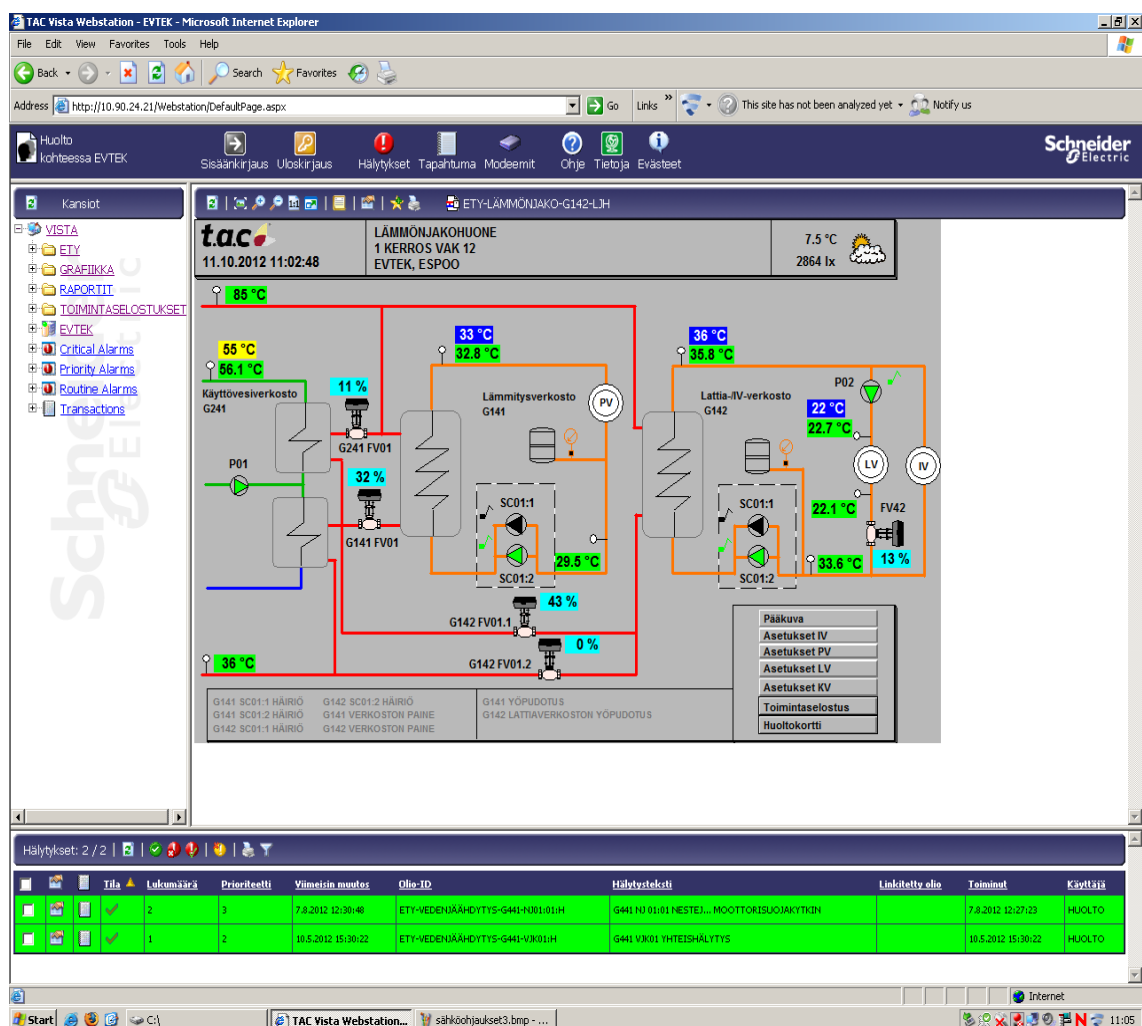 TAC Vista Webstation - EVTEK - Microsoft Internet Explorer
File Edit View Favorites Tools Help
Back Search Favorites
Address http://10.90.24.21/Webstation/DefaultPage.aspx Go Links » This site has not been analyzed yet Notify us
Huolto
kohteessa EVTEK
Sisäänkirjaus Uloskirjaus Hälytykset Tapahtuma Modeemit Ohje Tietoja Evästeet
Schneider
Electric
Kansiot
VISTA
ETY
GRAFIIKKA
RAPORTIT
TOIMINTASELOSTUKSET
EVTEK
Critical Alarms
Priority Alarms
Routine Alarms
Transactions
Schneider
Electric
ETY-LÄMMÖNJAKO-G142-LJH
t.a.c
11.10.2012 11:02:48
LÄMMÖNJAKOHUONE
1 KERROS VAK 12
EVTEK, ESPOO
7.5 °C
2864 lx
85 °C
55 °C
56.1 °C
Käyttövesiverkosto
G241
P01
11 %
G241 FV01
32 %
G141 FV01
33 °C
32.8 °C
Lämmitysverkosto
G141
PV
SC01:1
SC01:2
29.5 °C
36 °C
35.8 °C
Lattia-/IV-verkosto
G142
P02
22 °C
22.7 °C
LV
IV
22.1 °C
FV42
13 %
SC01:1
SC01:2
33.6 °C
43 %
G142 FV01.1
0 %
G142 FV01.2
36 °C
G141 SC01:1 HÄIRIÖ G142 SC01:2 HÄIRIÖ G141 YÖPUDOTUS
G141 SC01:2 HÄIRIÖ G141 VERKOSTON PAINE G142 LATTIAVERKOSTON YÖPUDOTUS
G142 SC01:1 HÄIRIÖ G142 VERKOSTON PAINE
Pääkuva
Asetukset IV
Asetukset PV
Asetukset LV
Asetukset KV
Toimintaselostus
Huoltokortti
Hälytykset: 2 / 2
Tila Lukumäärä Prioriteetti Viimeisin muutos Olio-ID Hälytysteksti Linkitetty olio Toiminut Käyttäjä
2 3 7.8.2012 12:30:48 ETY-VEDENJÄÄHDYTYS-G441-NJ01:01:H G441 NJ 01:01 NESTEJ... MOOTTORISUOJAKYTKIN 7.8.2012 12:27:23 HUOLTO
1 2 10.5.2012 15:30:22 ETY-VEDENJÄÄHDYTYS-G441-VJK01:H G441 VJK01 YHTEISHÄLYTYS 10.5.2012 15:30:22 HUOLTO
Internet
Start C:\ TAC Vista Webstation... sähköohjaukset3.bmp - ... 11:05